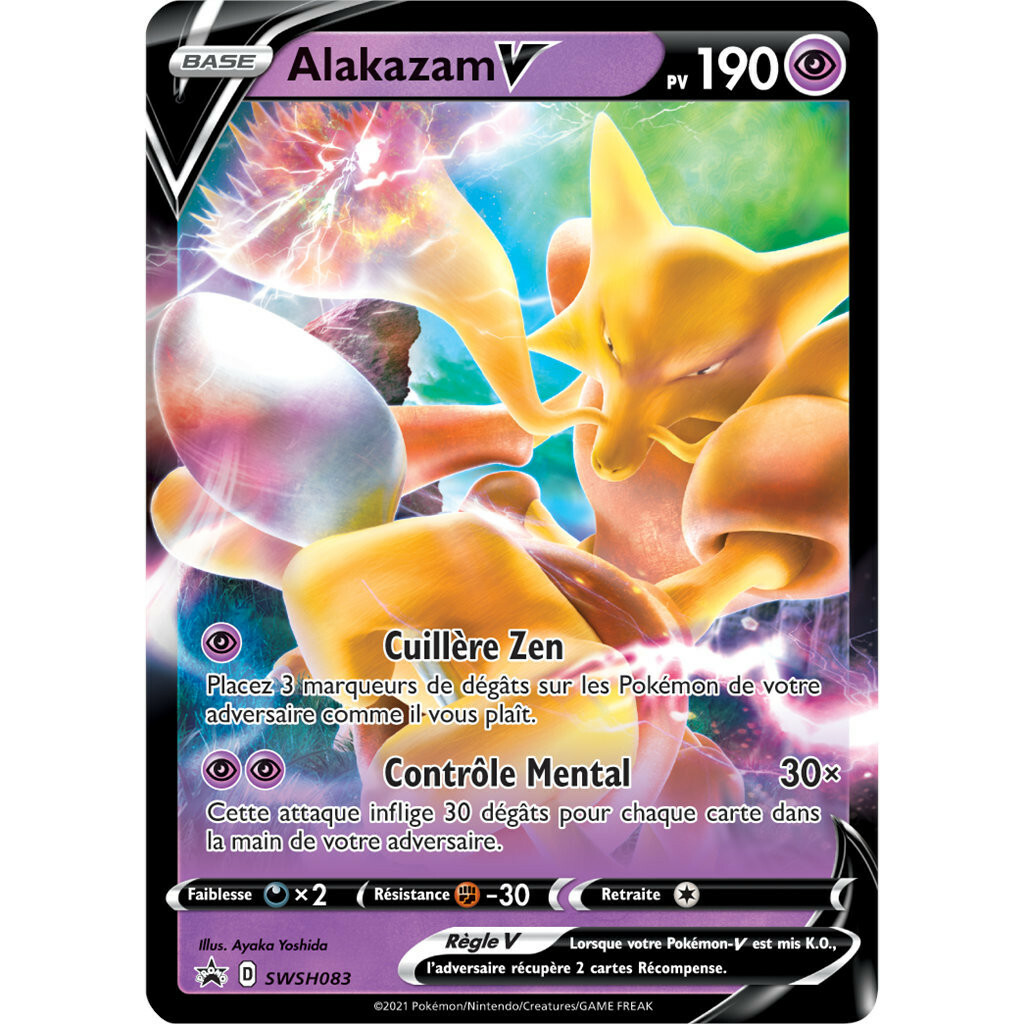 BASE Alakazam V PV 190
Cuillère Zen
Placez 3 marqueurs de dégâts sur les Pokémon de votre
adversaire comme il vous plaît.
Contrôle Mental 30×
Cette attaque inflige 30 dégâts pour chaque carte dans
la main de votre adversaire.
Faiblesse ×2 Résistance -30 Retraite
Illus. Ayaka Yoshida
Règle V Lorsque votre Pokémon-V est mis K.O.,
l'adversaire récupère 2 cartes Récompense.
PROMO D SWSH083
©2021 Pokémon/Nintendo/Creatures/GAME FREAK